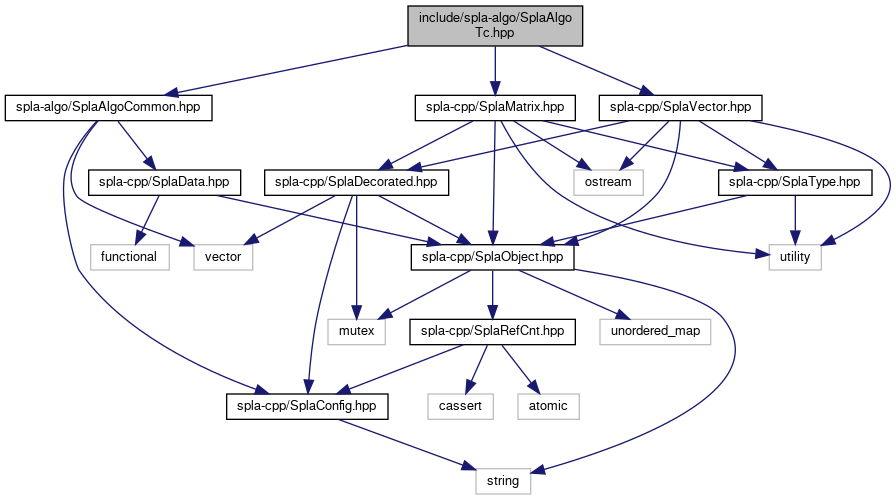 include/spla-algo/SplaAlgo
Tc.hpp
spla-algo/SplaAlgoCommon.hpp
spla-cpp/SplaMatrix.hpp
spla-cpp/SplaVector.hpp
spla-cpp/SplaData.hpp
spla-cpp/SplaDecorated.hpp
ostream
spla-cpp/SplaType.hpp
functional
vector
spla-cpp/SplaObject.hpp
utility
mutex
spla-cpp/SplaRefCnt.hpp
unordered_map
spla-cpp/SplaConfig.hpp
cassert
atomic
string